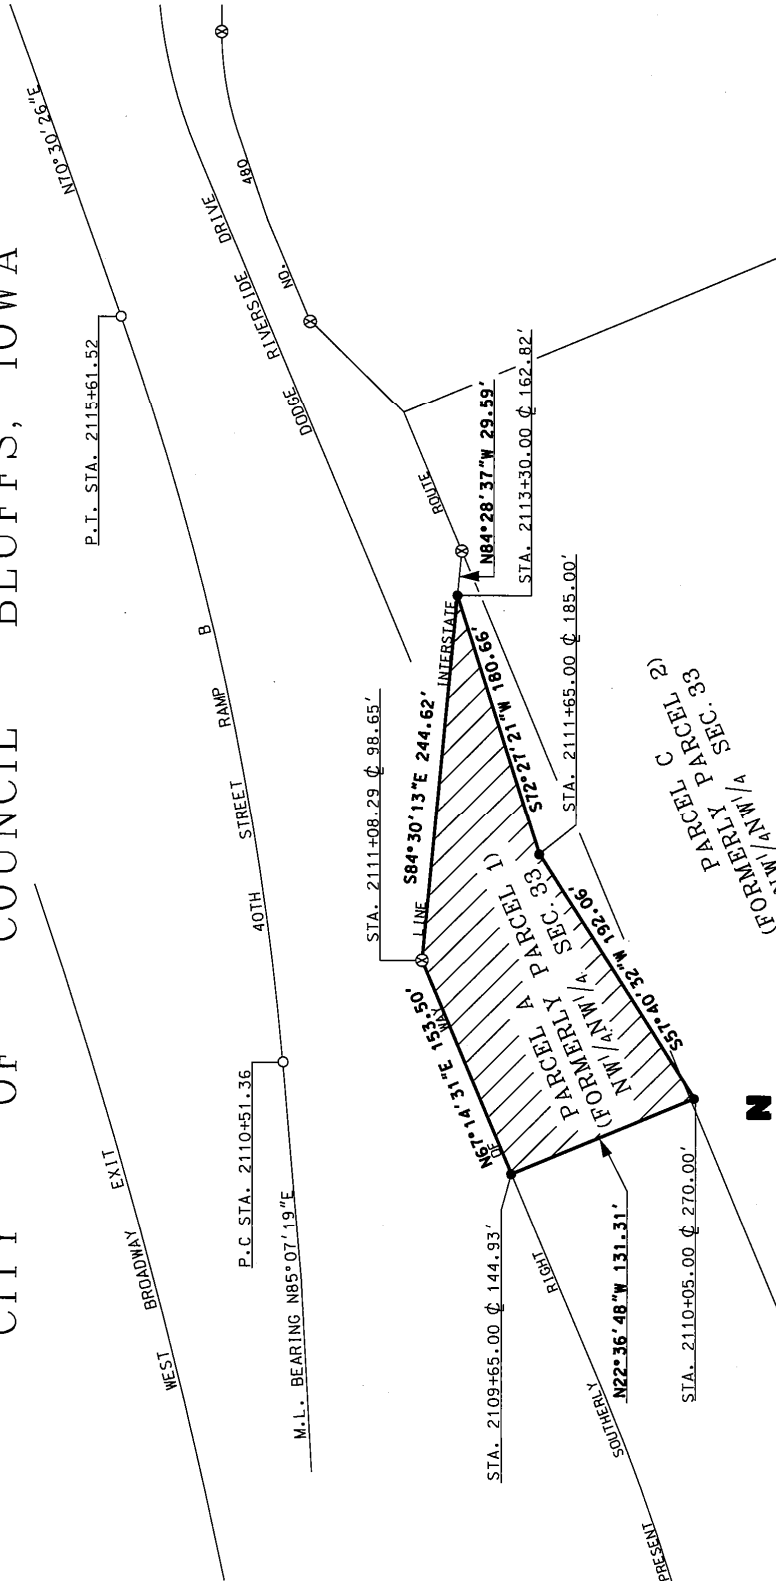 CITY OF COUNCIL BLUFFS, IOWA
N70°30'26"E
P.T. STA. 2115+61.52
WEST BROADWAY EXIT
40TH STREET RAMP B
P.C STA. 2110+51.36
M.L. BEARING N85°07'19"E
DODGE RIVERSIDE DRIVE
PRESENT SOUTHERLY RIGHT OF WAY LINE INTERSTATE ROUTE NO. 480
STA. 2111+08.29 ℄ 98.65'
S84°30'13"E 244.62'
N67°14'31"E 153.50'
N84°28'37"W 29.59'
STA. 2113+30.00 ℄ 162.82'
S72°27'21"W 180.66'
STA. 2111+65.00 ℄ 185.00'
S57°40'32"W 192.06'
STA. 2109+65.00 ℄ 144.93'
N22°36'48"W 131.31'
STA. 2110+05.00 ℄ 270.00'
PARCEL A
(FORMERLY PARCEL 1)
NW1/4NW1/4 SEC. 33
PARCEL C
(FORMERLY PARCEL 2)
NW1/4NW1/4 SEC. 33
N